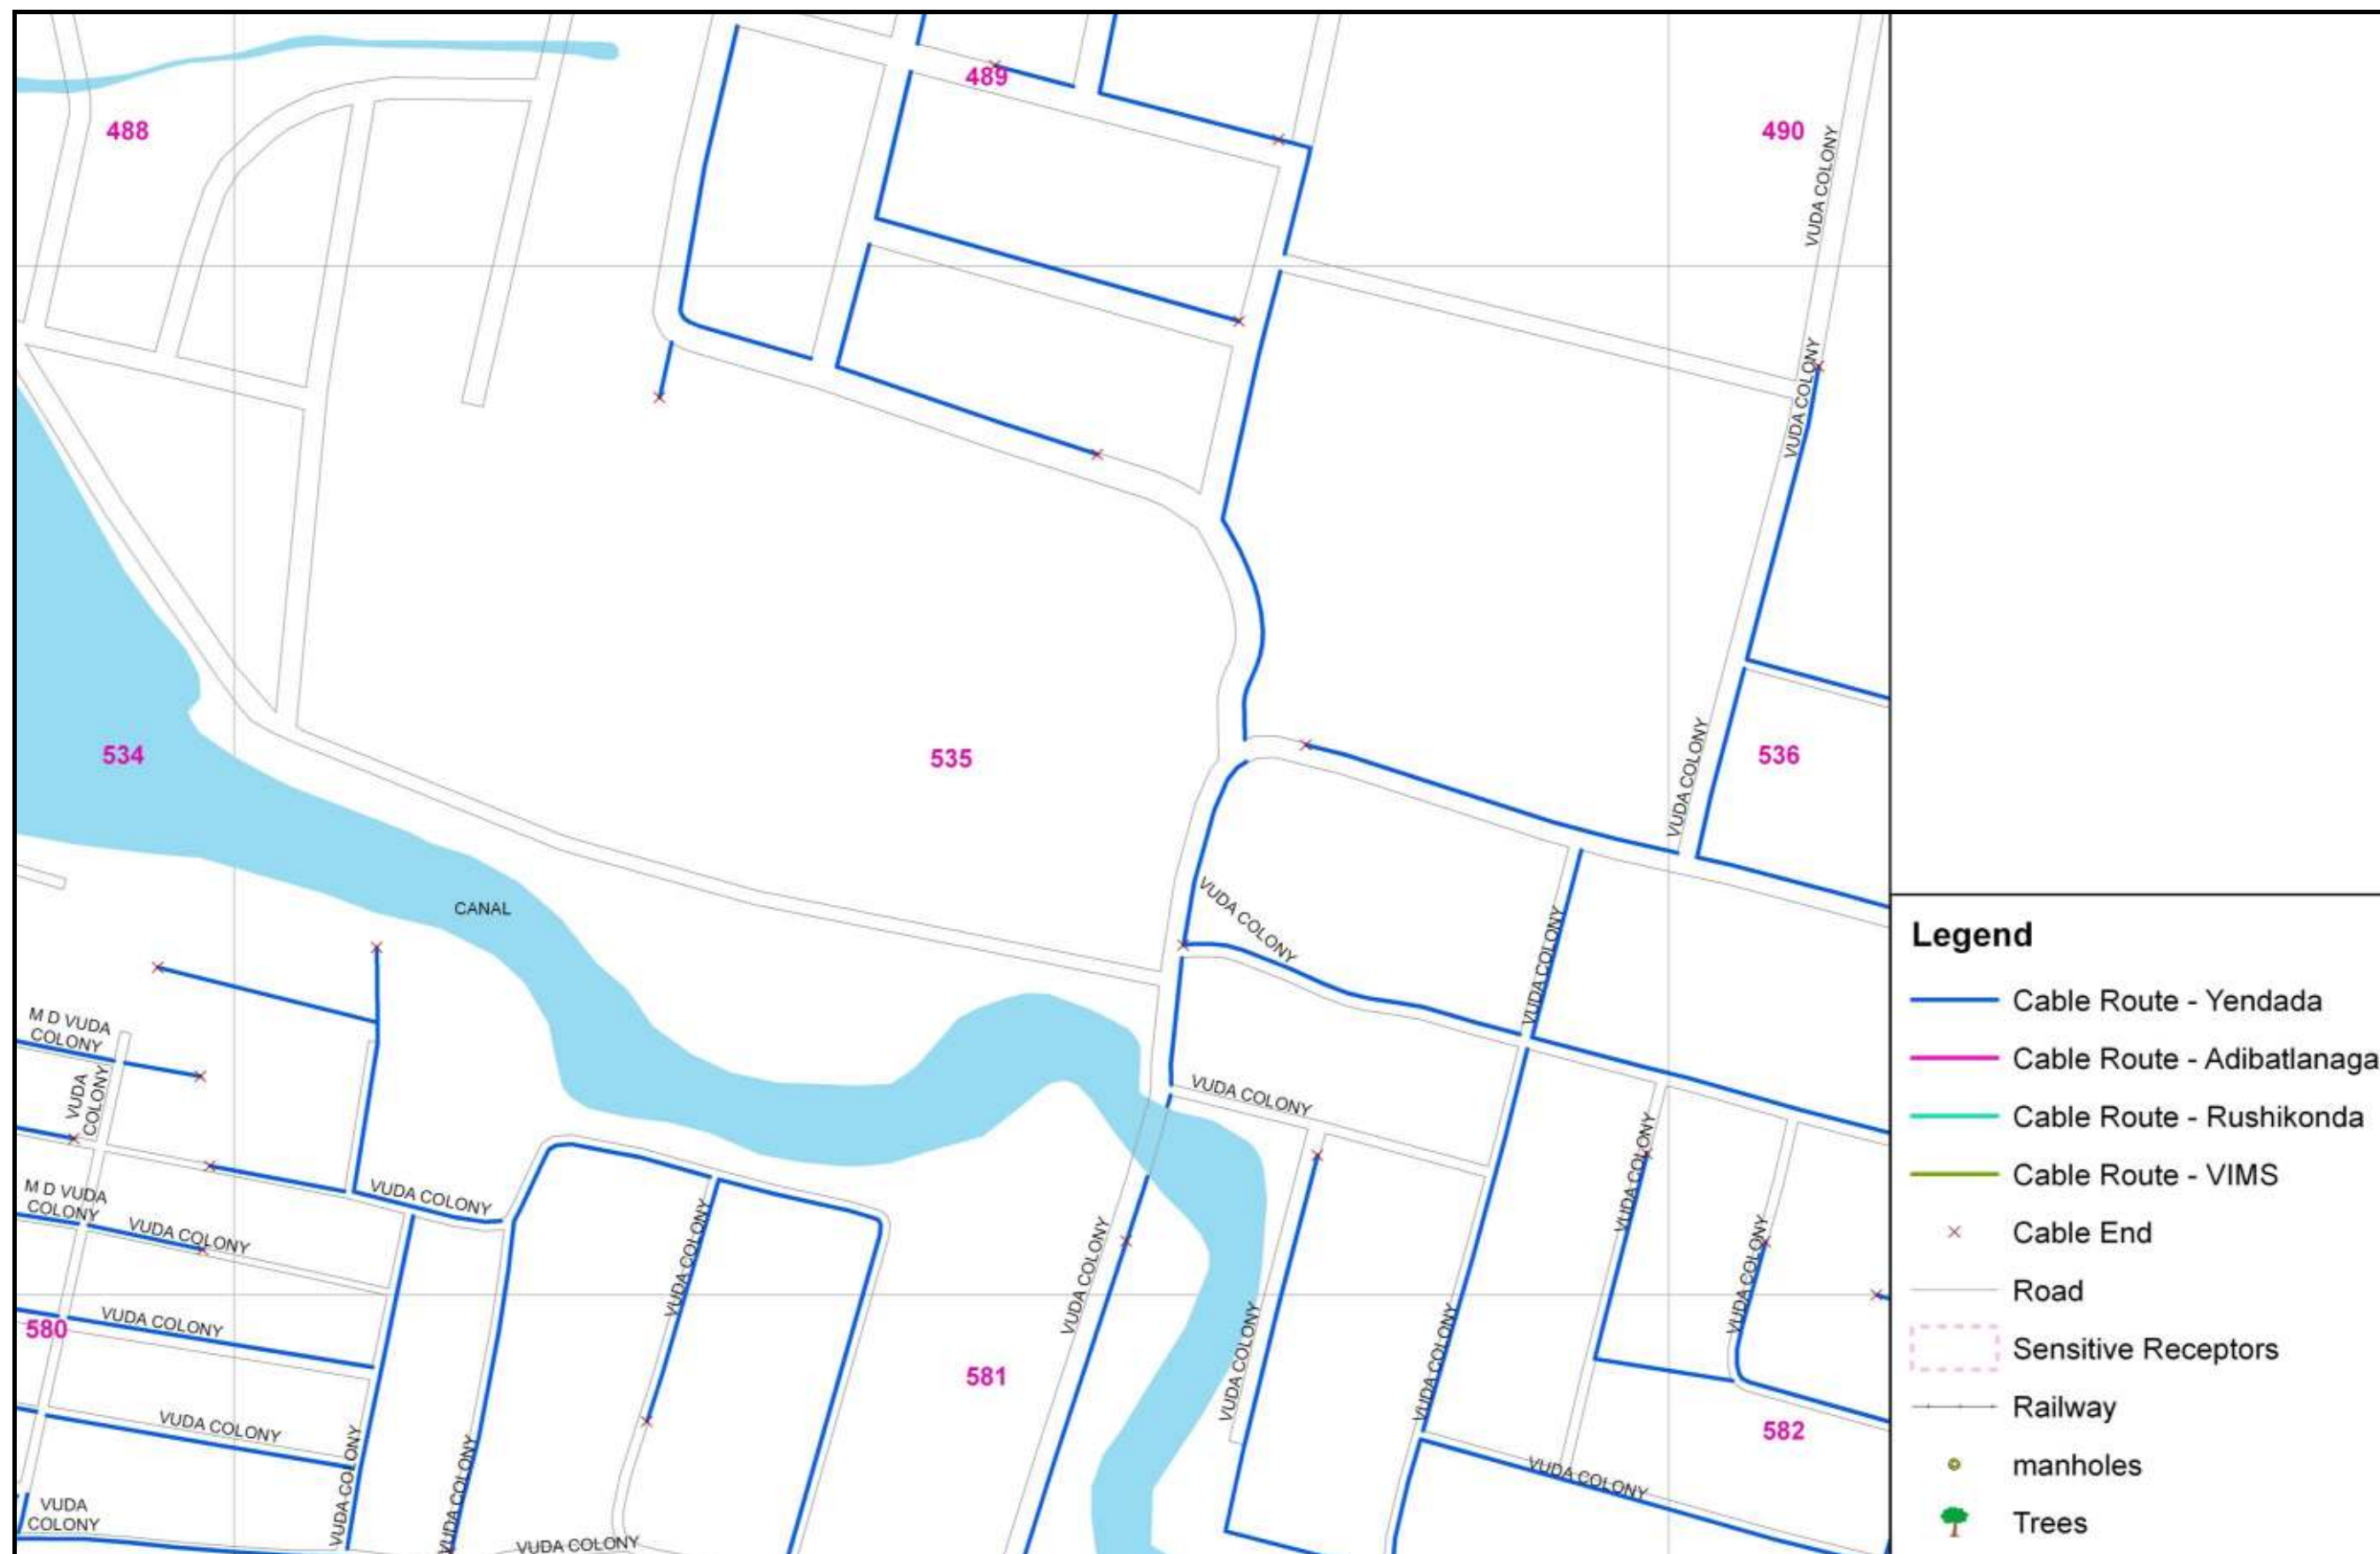 489
488
490
VUDA COLONY
VUDA COLONY
534
535
536
VUDA COLONY
CANAL
VUDA COLONY
VUDA COLONY
M D VUDA
COLONY
VUDA
COLONY
VUDA COLONY
VUDA COLONY
M D VUDA
COLONY
VUDA COLONY
VUDA COLONY
VUDA COLONY
VUDA COLONY
VUDA COLONY
VUDA COLONY
580
VUDA COLONY
VUDA COLONY
VUDA COLONY
581
582
VUDA COLONY
VUDA COLONY
VUDA COLONY
VUDA COLONY
VUDA
COLONY
VUDA COLONY
Legend
Cable Route - Yendada
Cable Route - Adibatlanaga
Cable Route - Rushikonda
Cable Route - VIMS
Cable End
Road
Sensitive Receptors
Railway
manholes
Trees